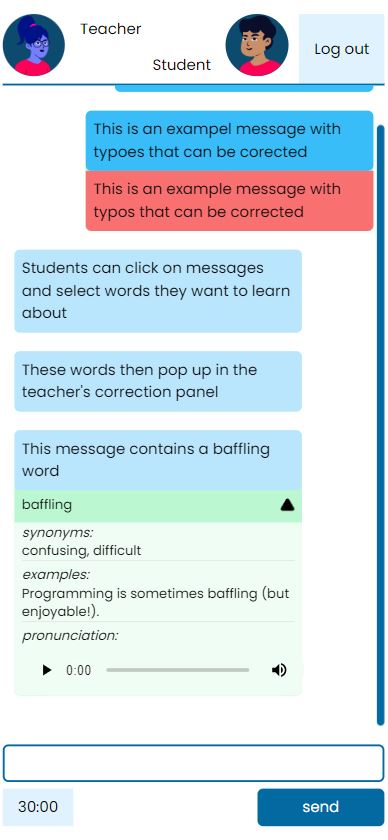 Teacher
Student
Log out
This is an exampel message with
typoes that can be corected
This is an example message with
typos that can be corrected
Students can click on messages
and select words they want to learn
about
These words then pop up in the
teacher's correction panel
This message contains a baffling
word
baffling
synonyms:
confusing, difficult
examples:
Programming is sometimes baffling (but
enjoyable!).
pronunciation:
0:00
30:00
send